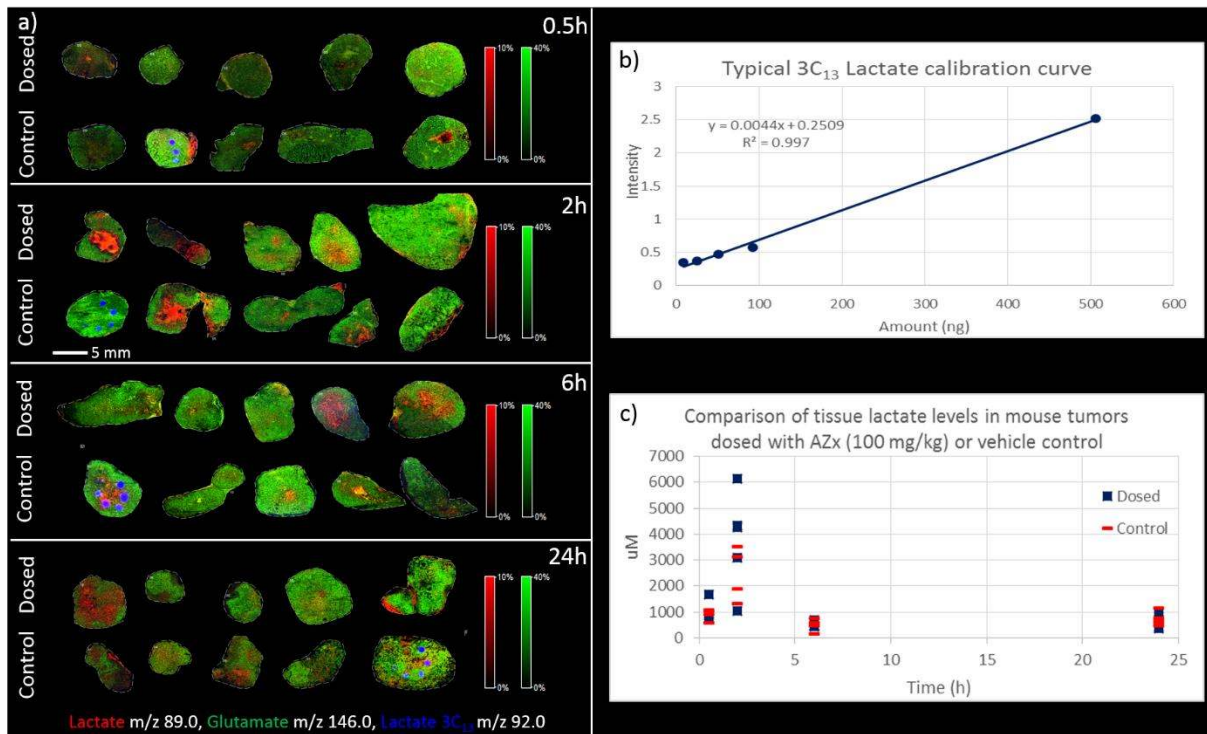 a)
0.5h
Dosed
Control
10%
0%
40%
0%
2h
Dosed
Control
10%
0%
40%
0%
5 mm
6h
Dosed
Control
10%
0%
40%
0%
24h
Dosed
Control
10%
0%
40%
0%
Lactate m/z 89.0, Glutamate m/z 146.0, Lactate 3C₁₃ m/z 92.0
b)
Typical 3C₁₃ Lactate calibration curve
y = 0.0044x + 0.2509
R² = 0.997
Intensity
3
2.5
2
1.5
1
0.5
0
0 100 200 300 400 500 600
Amount (ng)
c)
Comparison of tissue lactate levels in mouse tumors
dosed with AZx (100 mg/kg) or vehicle control
uM
7000
6000
5000
4000
3000
2000
1000
0
Dosed
Control
0 5 10 15 20 25
Time (h)